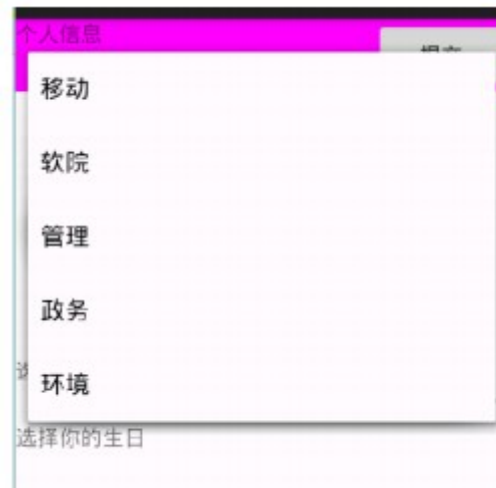 个人信息
移动
软院
管理
政务
环境
选择你的生日